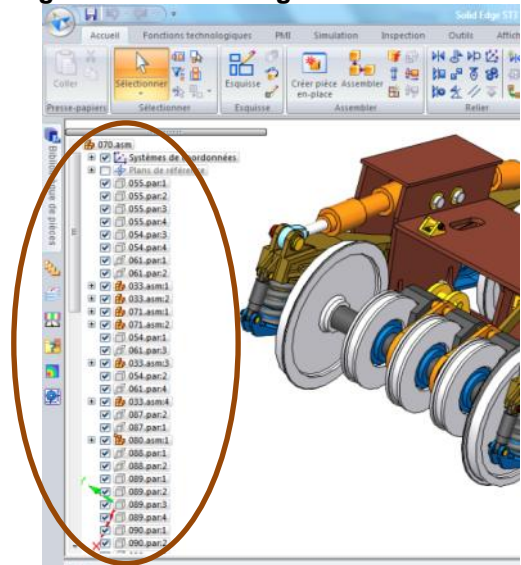 Solid Edge ST3
Accueil Fonctions technologiques PMI Simulation Inspection Outils Affich
Coller
Sélectionner
Esquisse
Créer pièce en-place
Assembler
Presse-papiers Sélectionner Esquisse Assembler Relier
Bibliothèque de pièces
070.asm
Systèmes de coordonnées
Plans de référence
055.par:1
055.par:2
055.par:3
055.par:4
054.par:3
054.par:4
061.par:1
061.par:2
033.asm:1
033.asm:2
071.asm:1
071.asm:2
054.par:1
061.par:3
033.asm:3
054.par:2
061.par:4
033.asm:4
087.par:2
087.par:1
080.asm:1
088.par:1
088.par:2
089.par:1
089.par:2
089.par:3
089.par:4
090.par:1
090.par:2